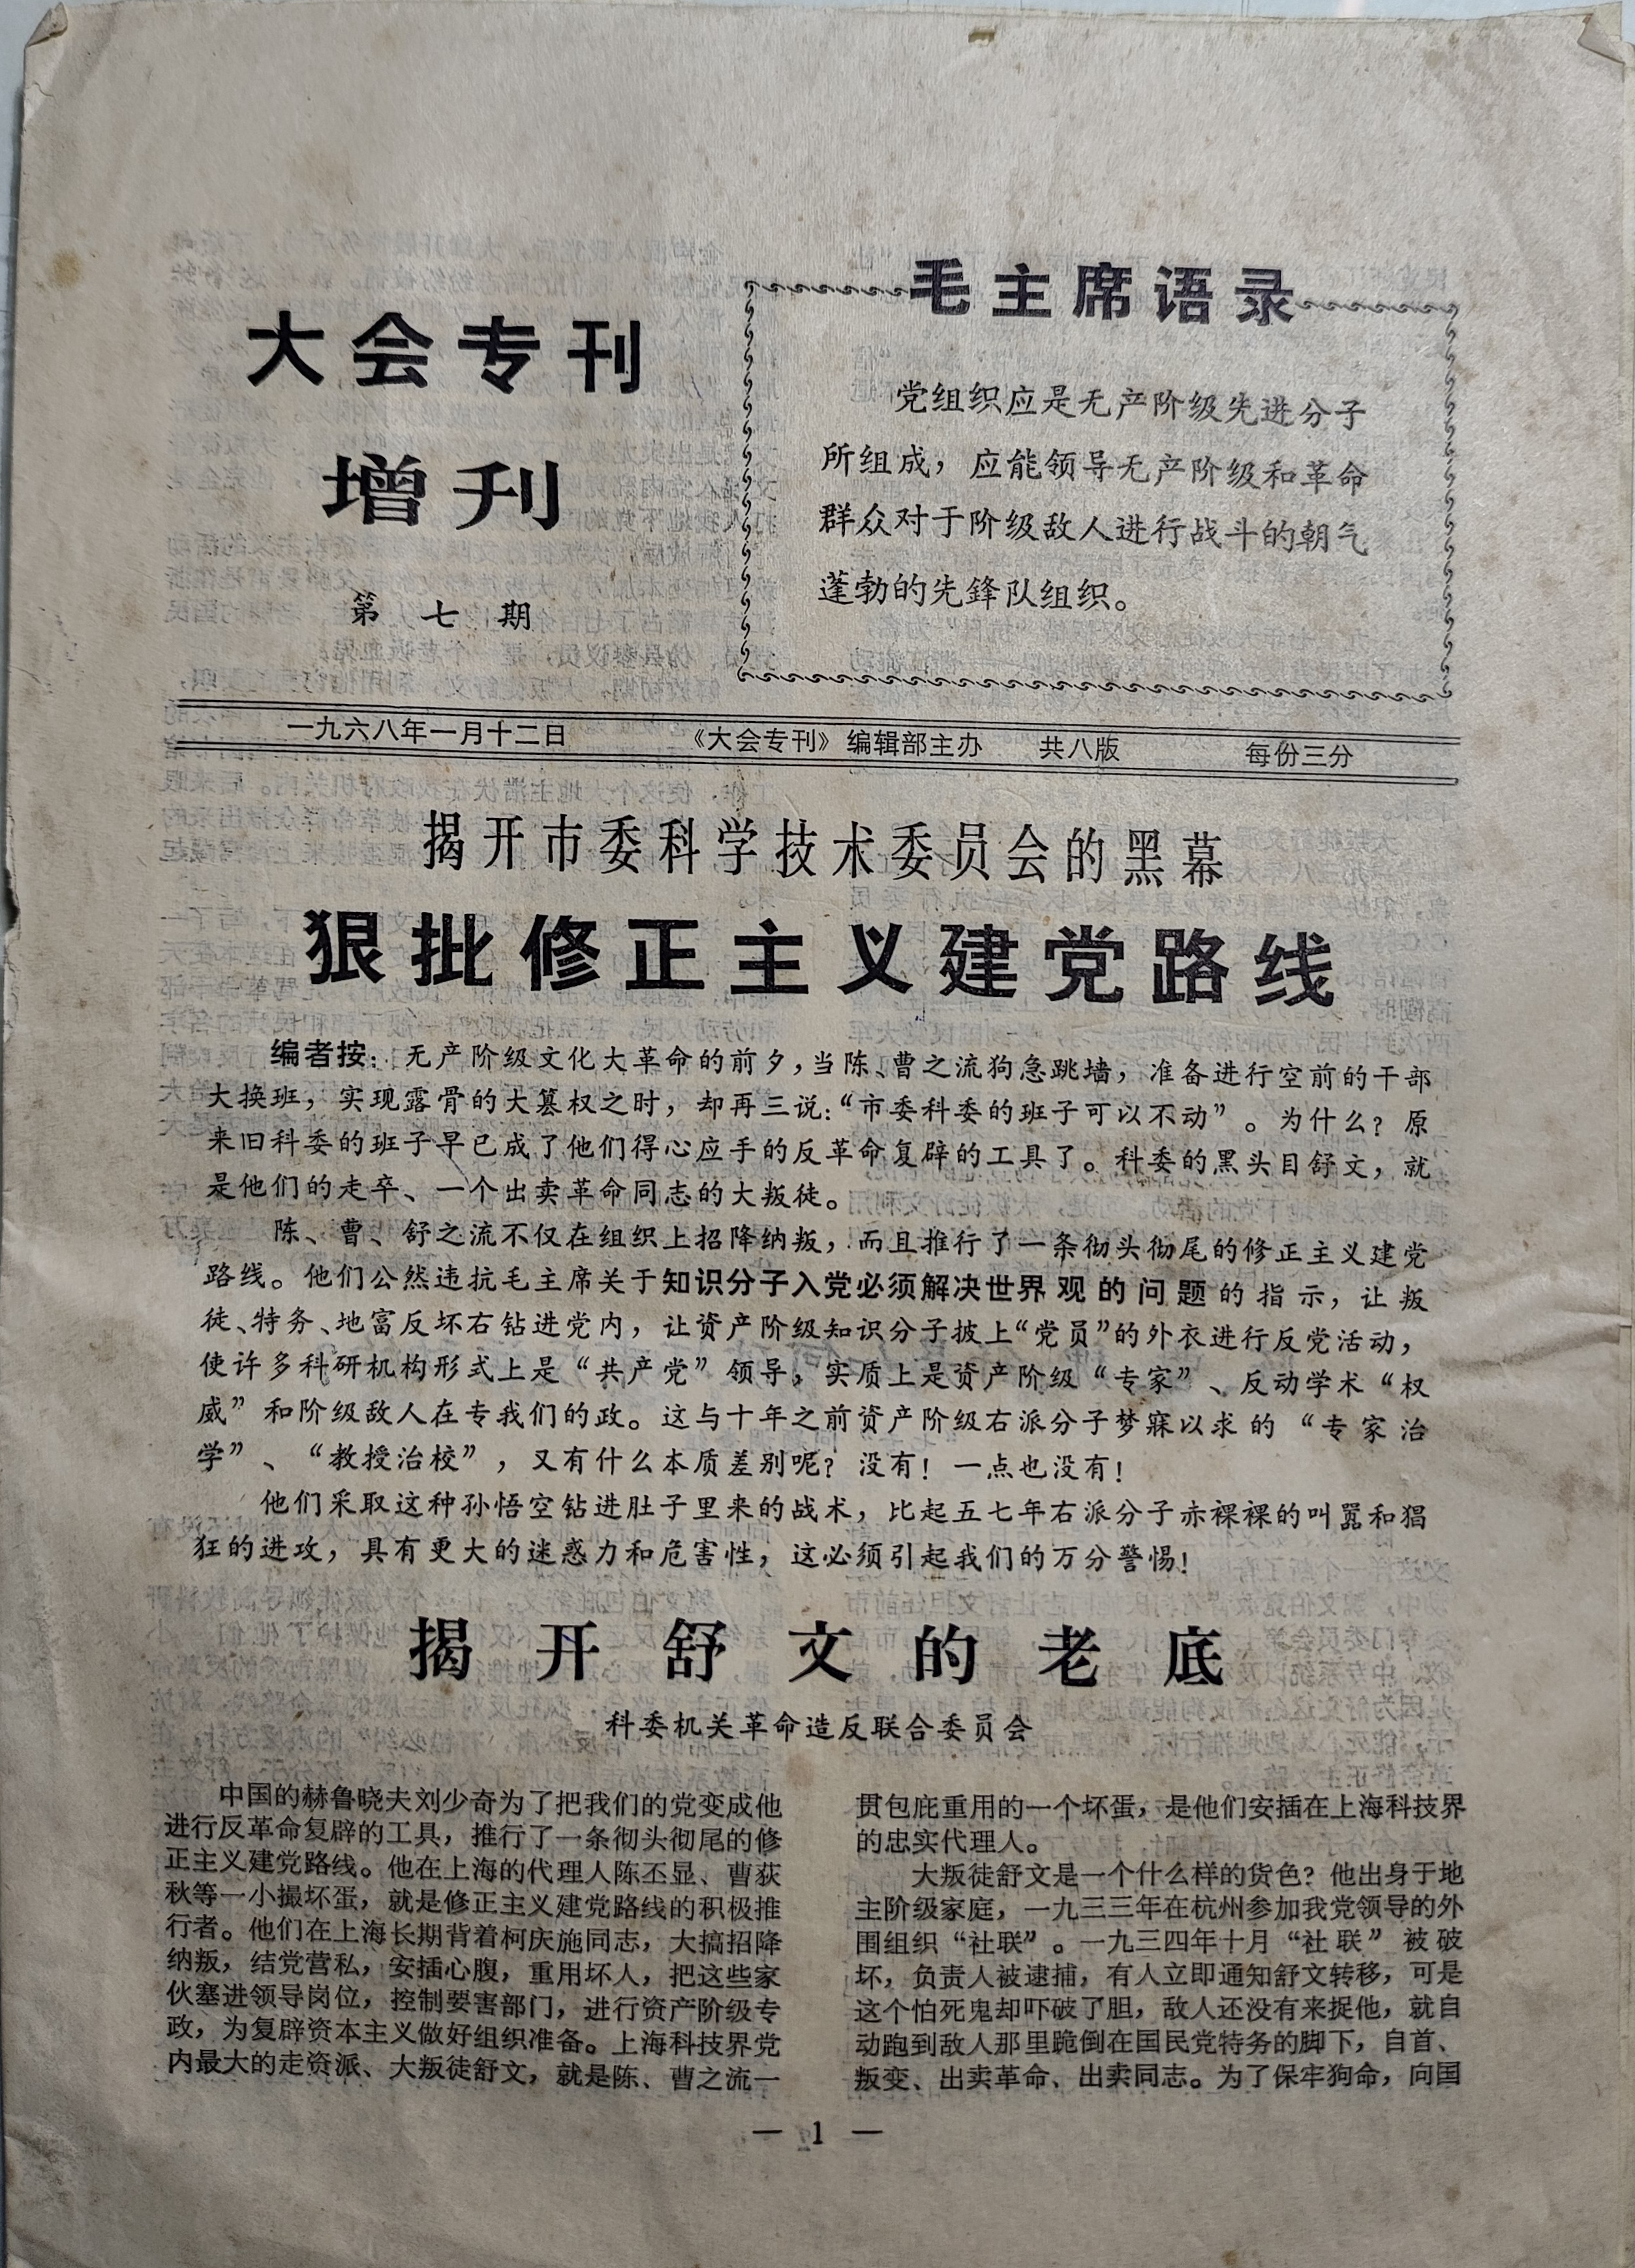 大会专刊
增刊
第七期
毛主席语录
党组织应是无产阶级先进分子
所组成，应能领导无产阶级和革命
群众对于阶级敌人进行战斗的朝气
蓬勃的先鋒队组织。
一九六八年一月十二日 《大会专刊》编辑部主办 共八版 每份三分
揭开市委科学技术委员会的黑幕
狠批修正主义建党路线
编者按：无产阶级文化大革命的前夕，当陈、曹之流狗急跳墙，准备进行空前的干部
大换班，实现露骨的大篡权之时，却再三说：“市委科委的班子可以不动”。为什么？原
来旧科委的班子早已成了他们得心应手的反革命复辟的工具了。科委的黑头目舒文，就
是他们的走卒、一个出卖革命同志的大叛徒。
陈、曹、舒之流不仅在组织上招降纳叛，而且推行了一条彻头彻尾的修正主义建党
路线。他们公然违抗毛主席关于知识分子入党必须解决世界观的问题的指示，让叛
徒、特务、地富反坏右钻进党内，让资产阶级知识分子披上“党员”的外衣进行反党活动，
使许多科研机构形式上是“共产党”领导，实质上是资产阶级“专家”、反动学术“权
威”和阶级敌人在专我们的政。这与十年之前资产阶级右派分子梦寐以求的“专家治
学”、“教授治校”，又有什么本质差别呢？没有！一点也没有！
他们采取这种孙悟空钻进肚子里来的战术，比起五七年右派分子赤裸裸的叫嚣和猖
狂的进攻，具有更大的迷惑力和危害性，这必须引起我们的万分警惕！
揭开舒文的老底
科委机关革命造反联合委员会
中国的赫鲁晓夫刘少奇为了把我们的党变成他
进行反革命复辟的工具，推行了一条彻头彻尾的修
正主义建党路线。他在上海的代理人陈丕显、曹荻
秋等一小撮坏蛋，就是修正主义建党路线的积极推
行者。他们在上海长期背着柯庆施同志，大搞招降
纳叛，结党营私，安插心腹，重用坏人，把这些家
伙塞进领导岗位，控制要害部门，进行资产阶级专
政，为复辟资本主义做好组织准备。上海科技界党
内最大的走资派、大叛徒舒文，就是陈、曹之流一
贯包庇重用的一个坏蛋，是他们安插在上海科技界
的忠实代理人。
大叛徒舒文是一个什么样的货色？他出身于地
主阶级家庭，一九三三年在杭州参加我党领导的外
围组织“社联”。一九三四年十月“社联”被破
坏，负责人被逮捕，有人立即通知舒文转移，可是
这个怕死鬼却吓破了胆，敌人还没有来捉他，就自
动跑到敌人那里跪倒在国民党特务的脚下，自首、
叛变、出卖革命、出卖同志。为了保牢狗命，向国
— 1 —